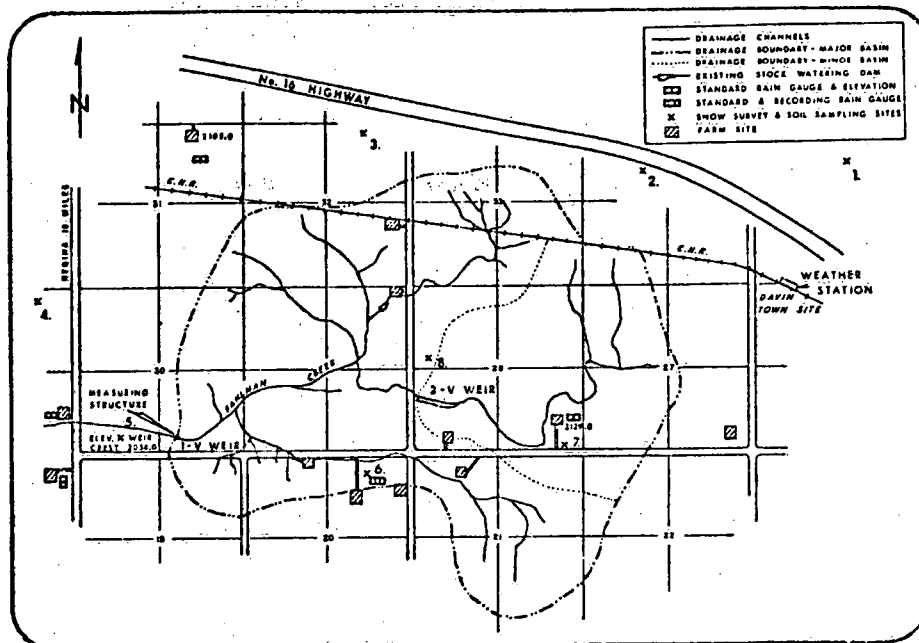 DRAINAGE CHANNELS
DRAINAGE BOUNDARY - MAJOR BASIN
DRAINAGE BOUNDARY - MINOR BASIN
EXISTING STOCK WATERING DAM
STANDARD RAIN GAUGE & ELEVATION
STANDARD & RECORDING RAIN GAUGE
SNOW SURVEY & SOIL SAMPLING SITES
FARM SITE
N
No. 16 HIGHWAY
3.
2.
1.
C.N.R.
31
32
33
REGINA 10 MILES
C.N.R.
WEATHER
STATION
DAVIN
TOWN SITE
4.
30
8.
28
27
CREEK
2-V WEIR
MEASURING
STRUCTURE
5.
ELEV. WEIR
CREST
1-V WEIR
2129.0
7.
6.
19
20
21
22